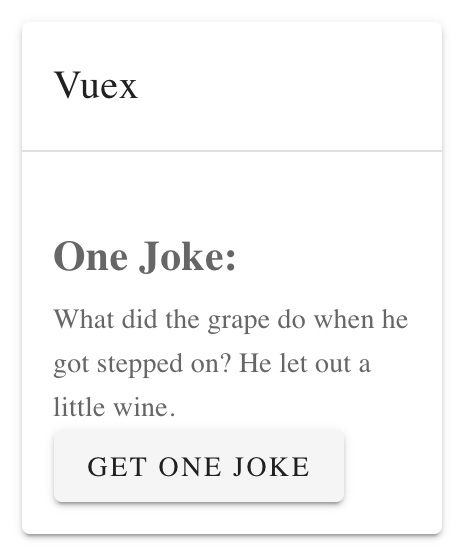 Vuex
One Joke:
What did the grape do when he
got stepped on? He let out a
little wine.
GET ONE JOKE